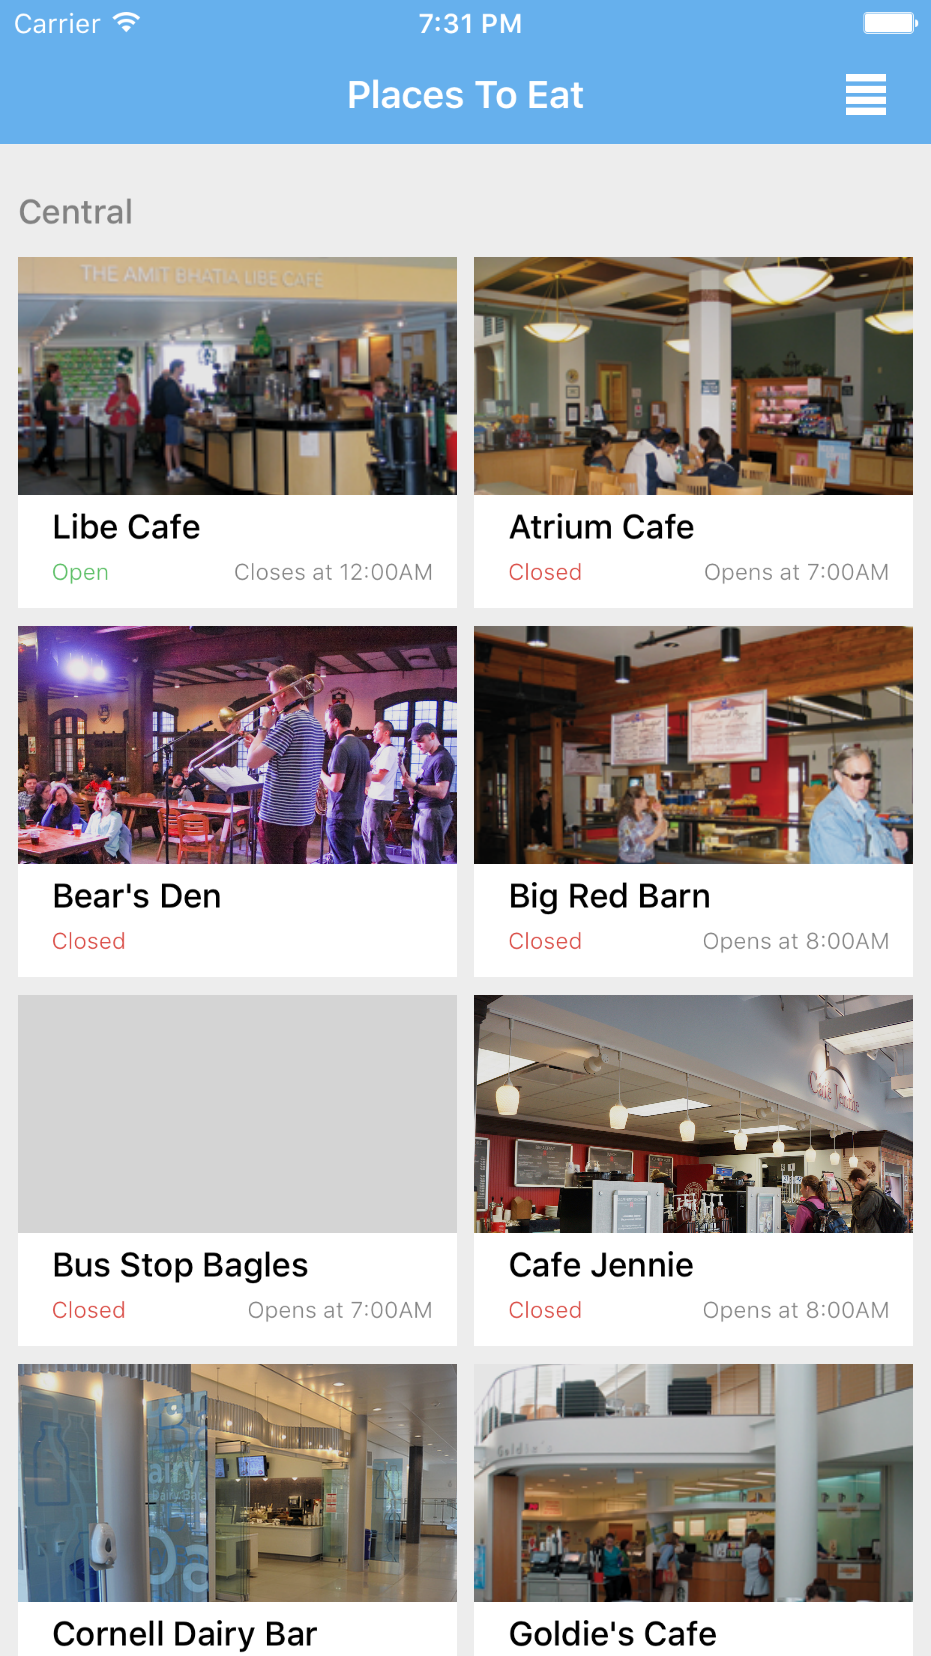 Carrier 7:31 PM
Places To Eat
Central
THE AMIT BHATIA LIBE CAFÉ
Libe Cafe
Open Closes at 12:00AM
Atrium Cafe
Closed Opens at 7:00AM
Bear's Den
Closed
Big Red Barn
Closed Opens at 8:00AM
Bus Stop Bagles
Closed Opens at 7:00AM
Café Jennie
Cafe Jennie
Closed Opens at 8:00AM
Cornell Dairy Bar
Goldie's
Goldie's Cafe